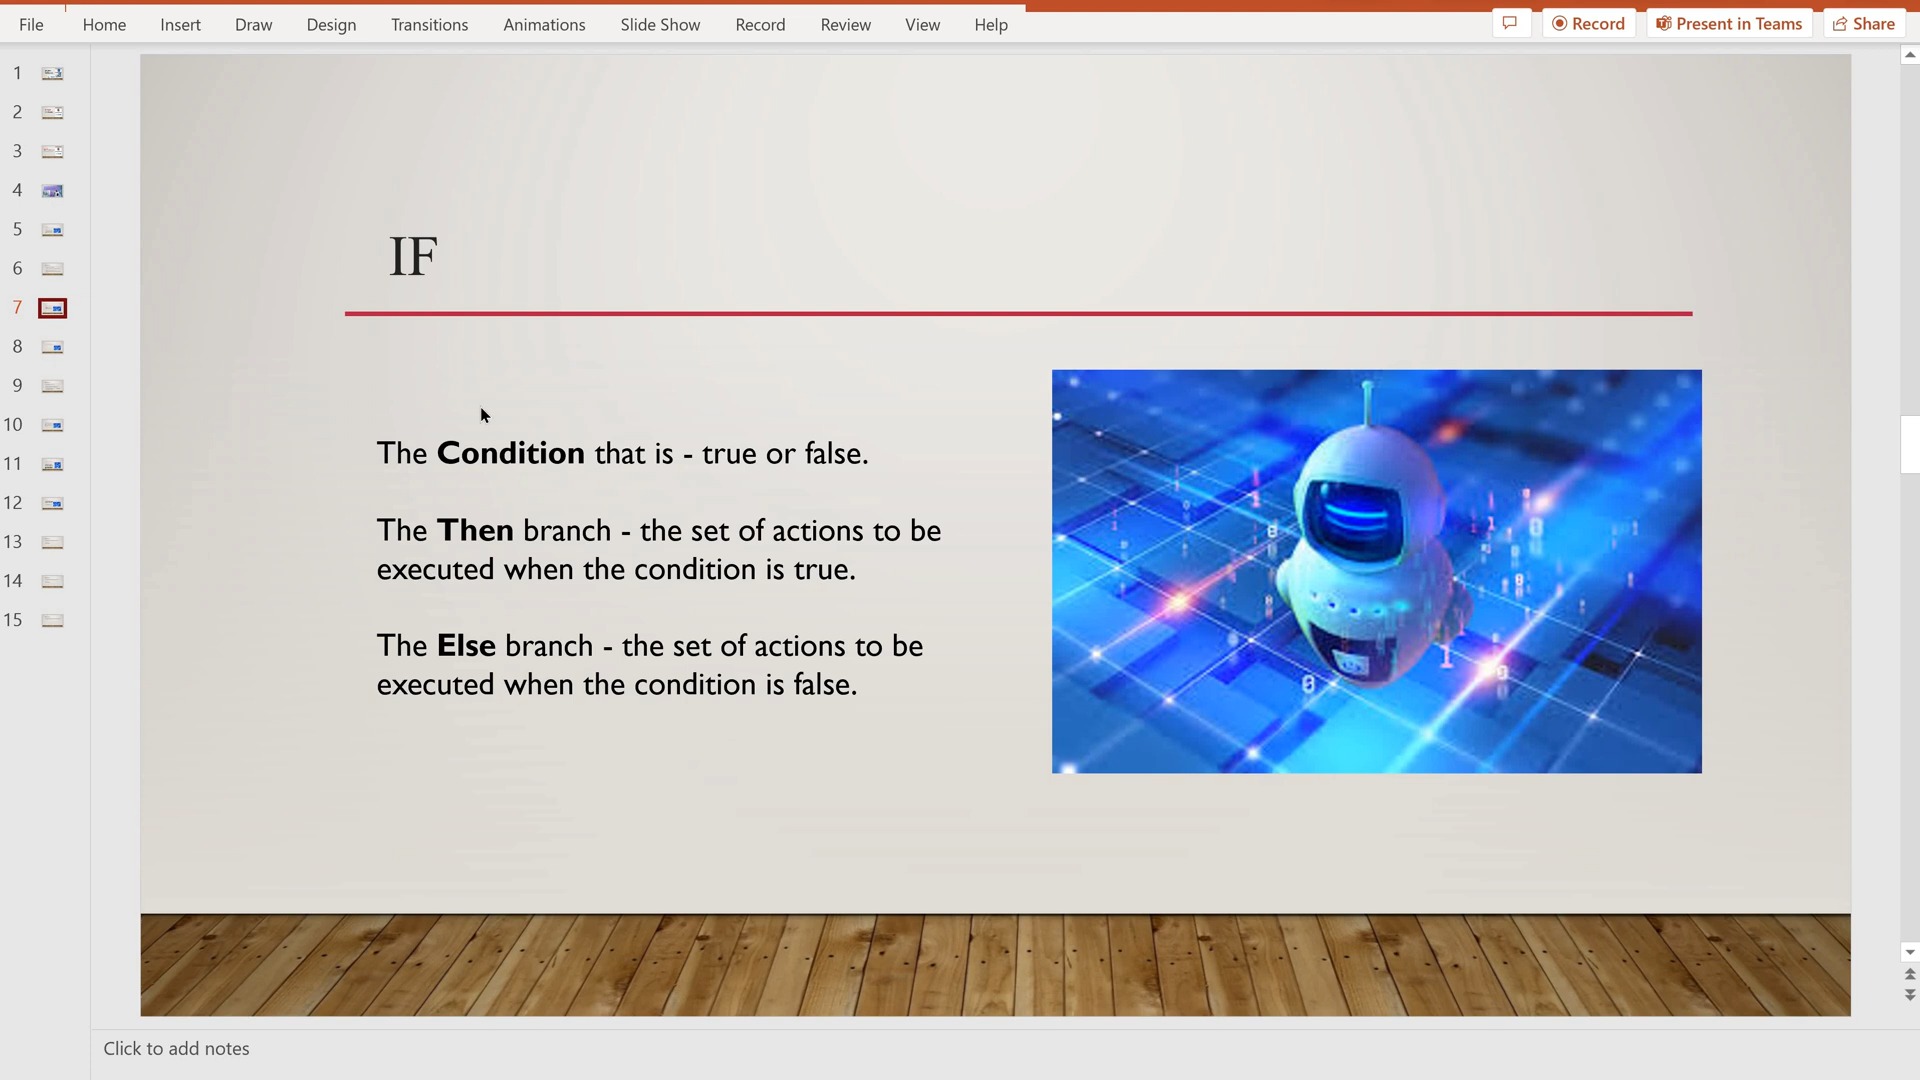 File Home Insert Draw Design Transitions Animations Slide Show Record Review View Help Record Present in Teams Share
1
2
3
4
5
6
7
8
9
10
11
12
13
14
15
IF
The Condition that is - true or false.
The Then branch - the set of actions to be
executed when the condition is true.
The Else branch - the set of actions to be
executed when the condition is false.
Click to add notes